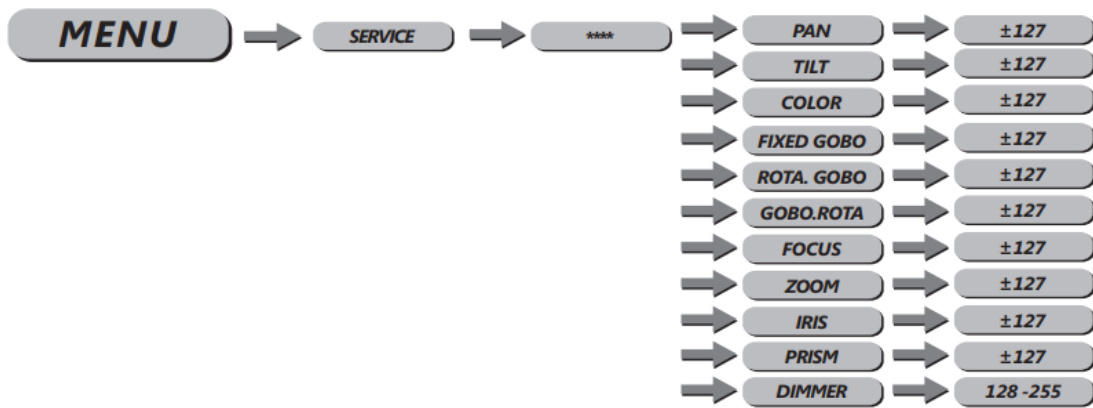 MENU SERVICE **** PAN ±127
TILT ±127
COLOR ±127
FIXED GOBO ±127
ROTA. GOBO ±127
GOBO.ROTA ±127
FOCUS ±127
ZOOM ±127
IRIS ±127
PRISM ±127
DIMMER 128 -255